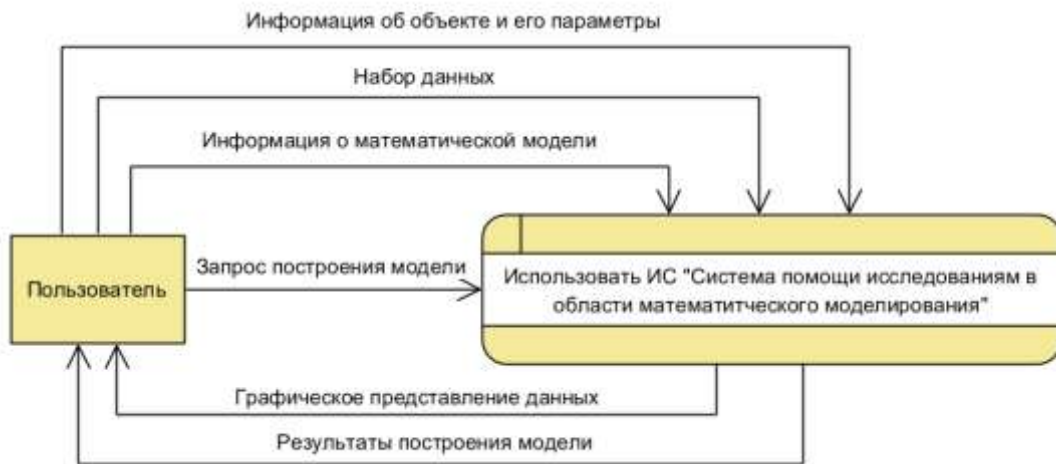 Информация об объекте и его параметры
Набор данных
Информация о математической модели
Запрос построения модели
Пользователь
Использовать ИС "Система помощи исследованиям в
области математитческого моделирования"
Графическое представление данных
Результаты построения модели